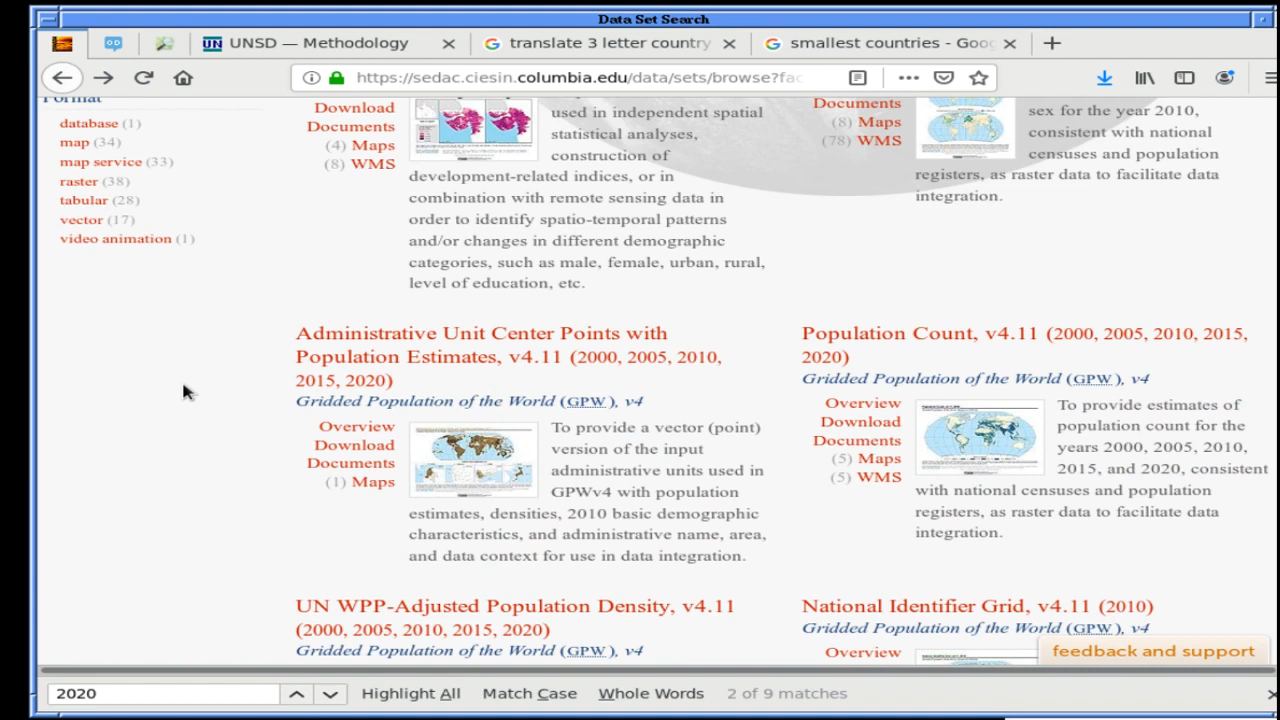 Data Set Search
UN UNSD — Methodology
translate 3 letter country
smallest countries - Goo
https://sedac.ciesin.columbia.edu/data/sets/browse?fac
Format
database (1)
map (34)
map service (33)
raster (38)
tabular (28)
vector (17)
video animation (1)
Download
Documents
(4) Maps
(8) WMS
used in independent spatial
statistical analyses,
construction of
development-related indices, or in
combination with remote sensing data in
order to identify spatio-temporal patterns
and/or changes in different demographic
categories, such as male, female, urban, rural,
level of education, etc.
Documents
(8) Maps
(78) WMS
sex for the year 2010,
consistent with national
censuses and population
registers, as raster data to facilitate data
integration.
Administrative Unit Center Points with
Population Estimates, v4.11 (2000, 2005, 2010,
2015, 2020)
Gridded Population of the World (GPW), v4
Overview
Download
Documents
(1) Maps
To provide a vector (point)
version of the input
administrative units used in
GPWv4 with population
estimates, densities, 2010 basic demographic
characteristics, and administrative name, area,
and data context for use in data integration.
Population Count, v4.11 (2000, 2005, 2010, 2015,
2020)
Gridded Population of the World (GPW), v4
Overview
Download
Documents
(5) Maps
(5) WMS
To provide estimates of
population count for the
years 2000, 2005, 2010,
2015, and 2020, consistent
with national censuses and population
registers, as raster data to facilitate data
integration.
UN WPP-Adjusted Population Density, v4.11
(2000, 2005, 2010, 2015, 2020)
Gridded Population of the World (GPW), v4
National Identifier Grid, v4.11 (2010)
Gridded Population of the World (GPW), v4
Overview
feedback and support
2020
Highlight All
Match Case
Whole Words
2 of 9 matches